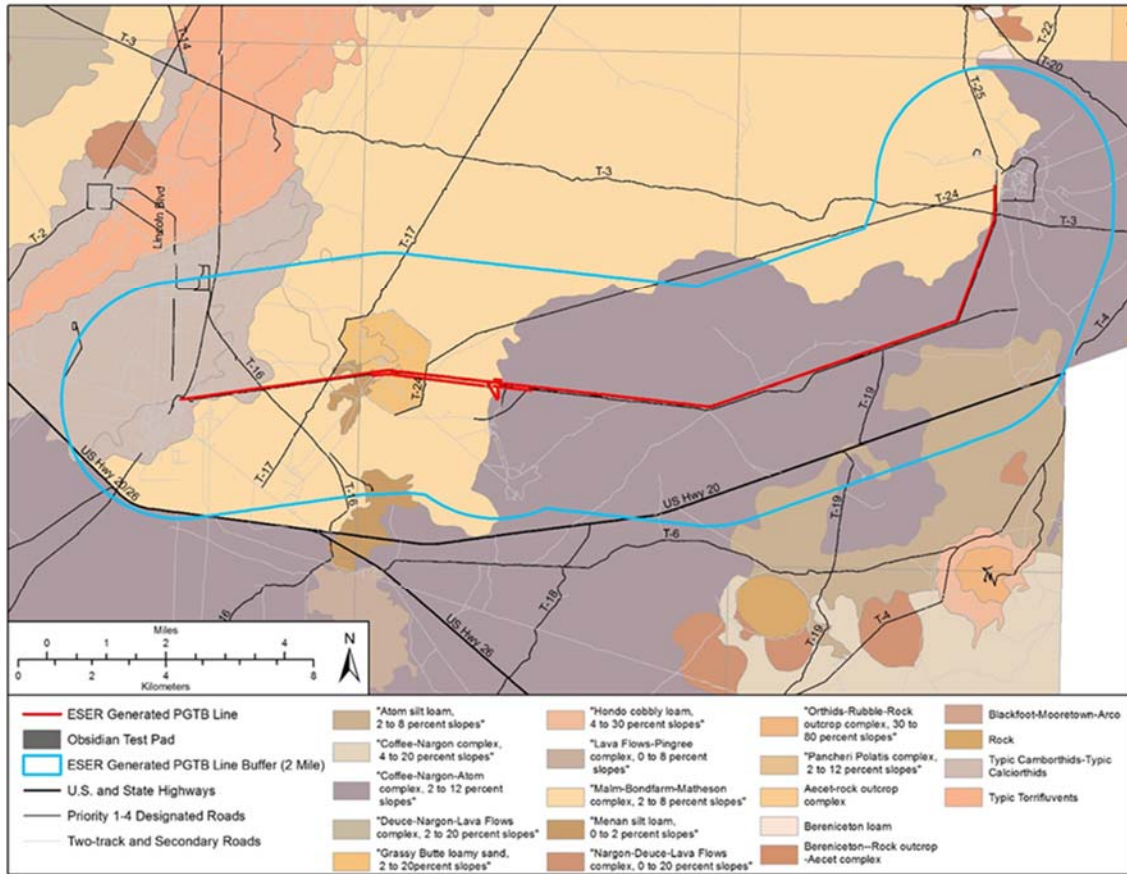 T-3
T-14
T-22
T-20
T-25
T-3
T-24
T-3
T-2
Lincoln Blvd
T-17
T-4
T-16
T-24
T-19
T-17
T-16
US Hwy 20/26
US Hwy 20
T-19
T-6
T-18
16
US Hwy 26
T-19
T-4
Miles
0 2 4
0 2 4 8
Kilometers
N
ESER Generated PGTB Line
Obsidian Test Pad
ESER Generated PGTB Line Buffer (2 Mile)
U.S. and State Highways
Priority 1-4 Designated Roads
Two-track and Secondary Roads
"Atom silt loam,
2 to 8 percent slopes"
"Coffee-Nargon complex,
4 to 20 percent slopes"
"Coffee-Nargon-Atom
complex, 2 to 12 percent
slopes"
"Deuce-Nargon-Lava Flows
complex, 2 to 20 percent slopes"
"Grassy Butte loamy sand,
2 to 20percent slopes"
"Hondo cobbly loam,
4 to 30 percent slopes"
"Lava Flows-Pingree
complex, 0 to 8 percent
slopes"
"Malm-Bondfarm-Matheson
complex, 2 to 8 percent slopes"
"Menan silt loam,
0 to 2 percent slopes"
"Nargon-Deuce-Lava Flows
complex, 0 to 20 percent slopes"
"Orthids-Rubble-Rock
outcrop complex, 30 to
80 percent slopes"
"Pancheri Polatis complex,
2 to 12 percent slopes"
Aecet-rock outcrop
complex
Bereniceton loam
Bereniceton--Rock outcrop
-Aecet complex
Blackfoot-Mooretown-Arco
Rock
Typic Camborthids-Typic
Calciorthids
Typic Torrifluvents